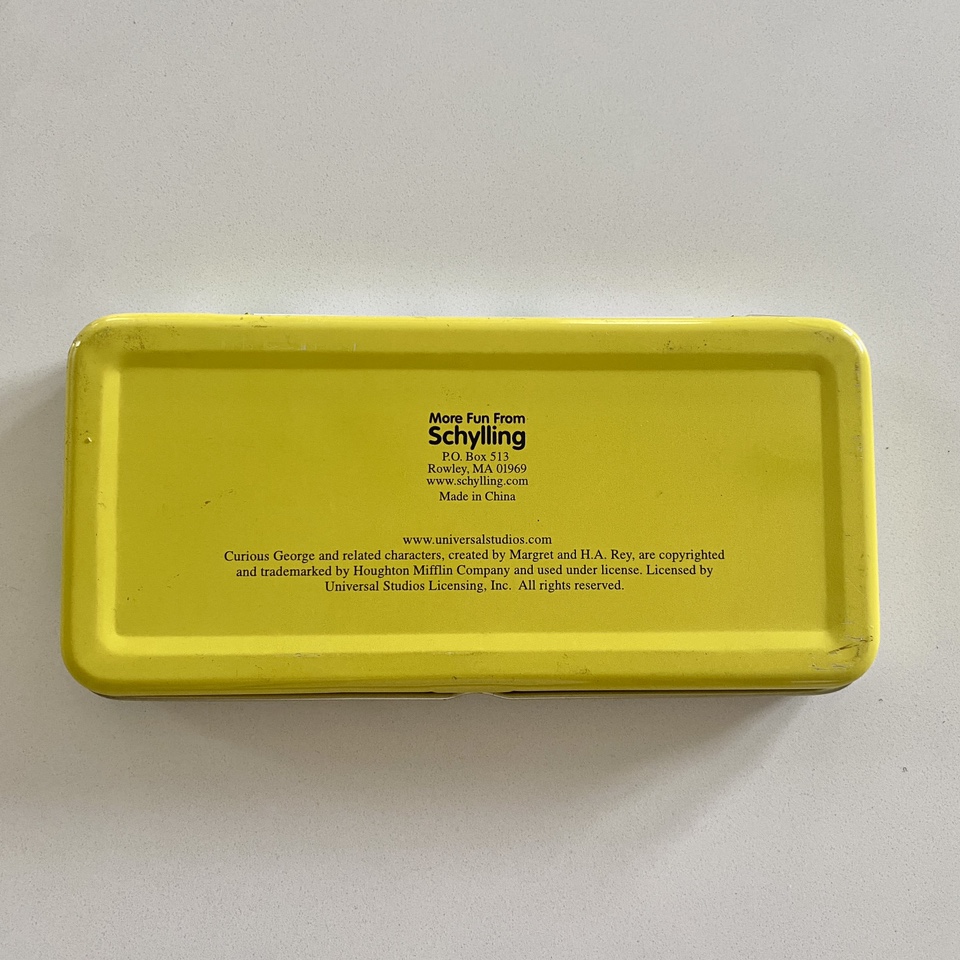 More Fun From
Schylling
P.O. Box 513
Rowley, MA 01969
www.schylling.com
Made in China
www.universalstudios.com
Curious George and related characters, created by Margret and H.A. Rey, are copyrighted
and trademarked by Houghton Mifflin Company and used under license. Licensed by
Universal Studios Licensing, Inc.  All rights reserved.